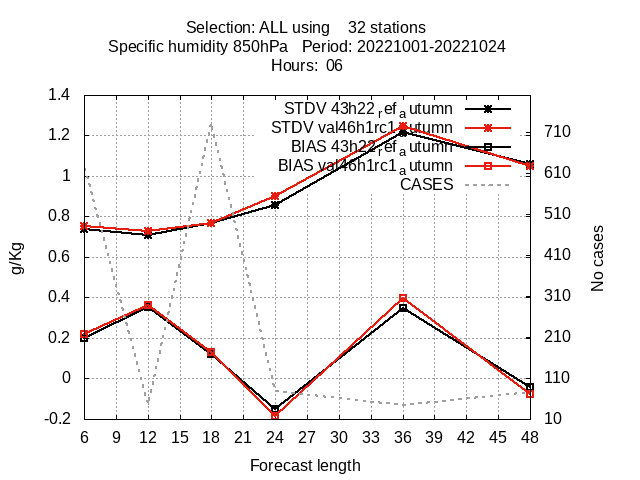 Selection: ALL using 32 stations
Specific humidity 850hPa Period: 20221001-20221024
Hours: 06
STDV 43h22_ref_autumn
STDV val46h1rc1_autumn
BIAS 43h22_ref_autumn
BIAS val46h1rc1_autumn
CASES
1.4
1.2
1
0.8
0.6
0.4
0.2
0
-0.2
g/Kg
710
610
510
410
310
210
110
10
No cases
6 9 12 15 18 21 24 27 30 33 36 39 42 45 48
Forecast length